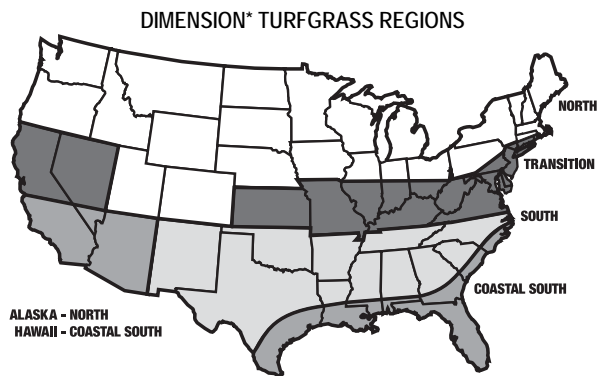 DIMENSION* TURFGRASS REGIONS
NORTH
TRANSITION
SOUTH
COASTAL SOUTH
ALASKA - NORTH
HAWAII - COASTAL SOUTH